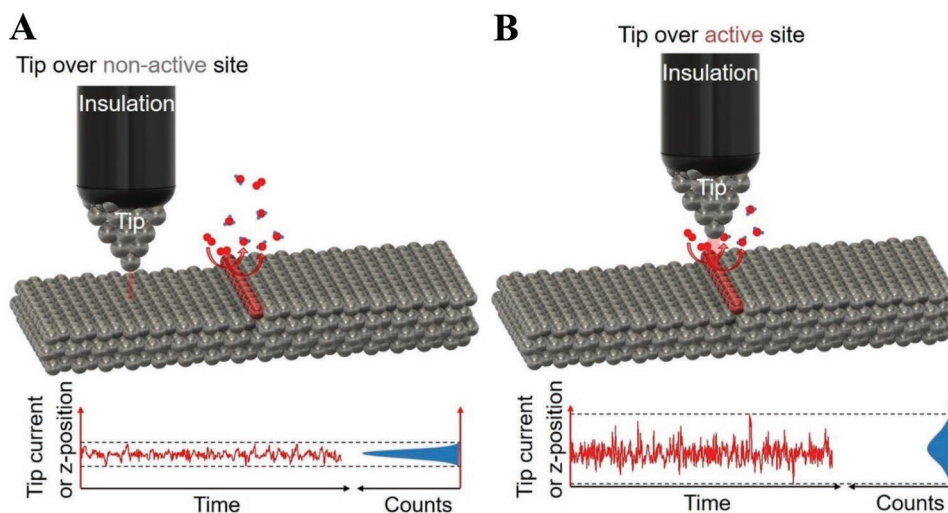 A
Tip over non-active site
Insulation
Tip
Tip current
or z-position
Time
Counts
B
Tip over active site
Insulation
Tip
Tip current
or z-position
Time
Counts